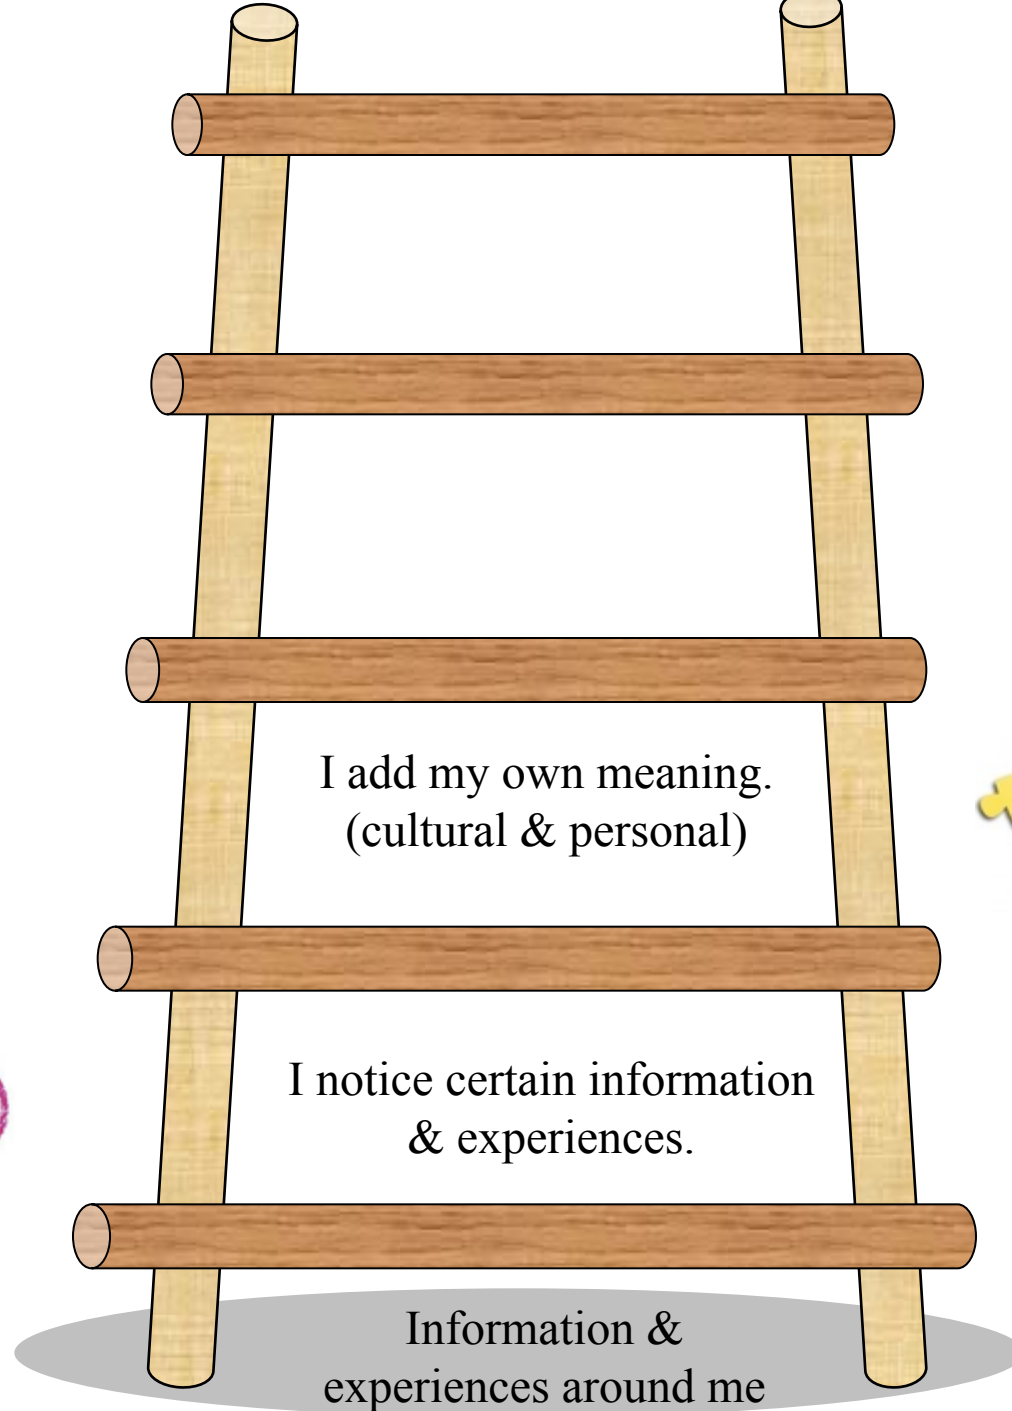 I add my own meaning.
(cultural & personal)
I notice certain information
& experiences.
Information &
experiences around me